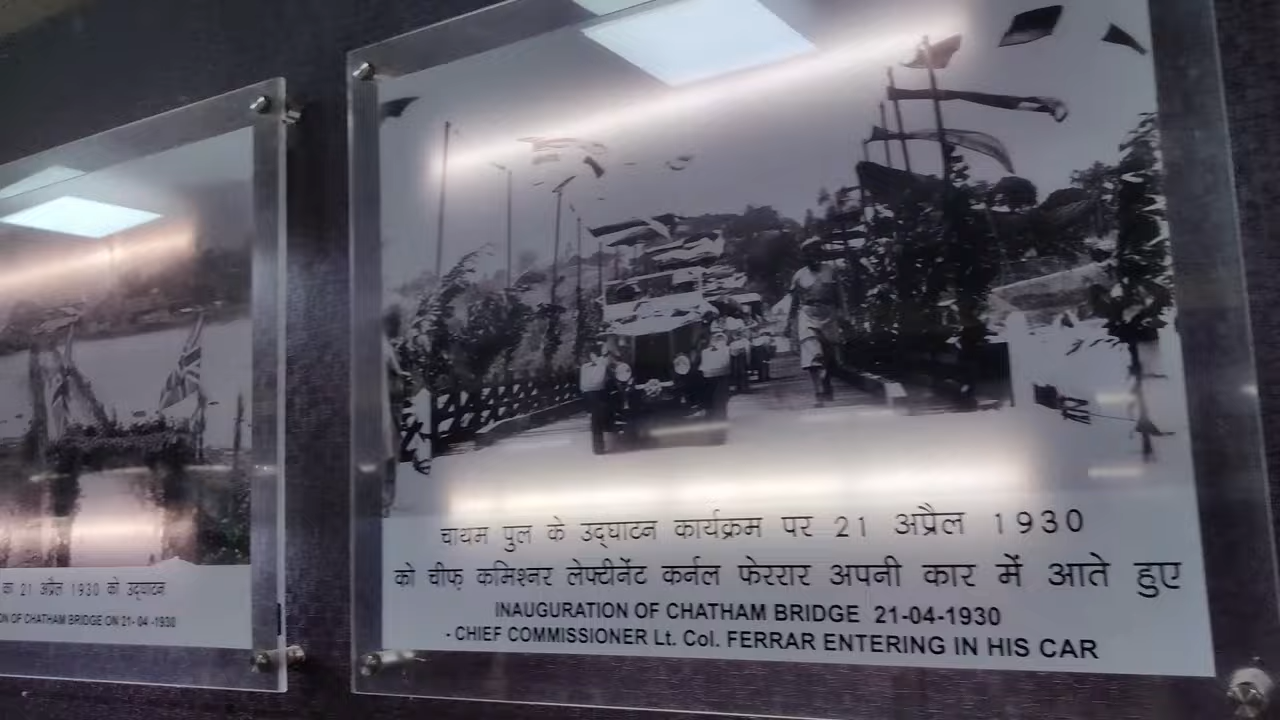 का 21 अप्रैल 1930 को उद्घाटन
OF CHATHAM BRIDGE ON 21-04-1930
चाथम पुल के उद्घाटन कार्यक्रम पर 21 अप्रैल 1930
को चीफ़ कमिश्नर लेफ्टीनेंट कर्नल फेररार अपनी कार में आते हुए
INAUGURATION OF CHATHAM BRIDGE 21-04-1930
- CHIEF COMMISSIONER Lt. Col. FERRAR ENTERING IN HIS CAR